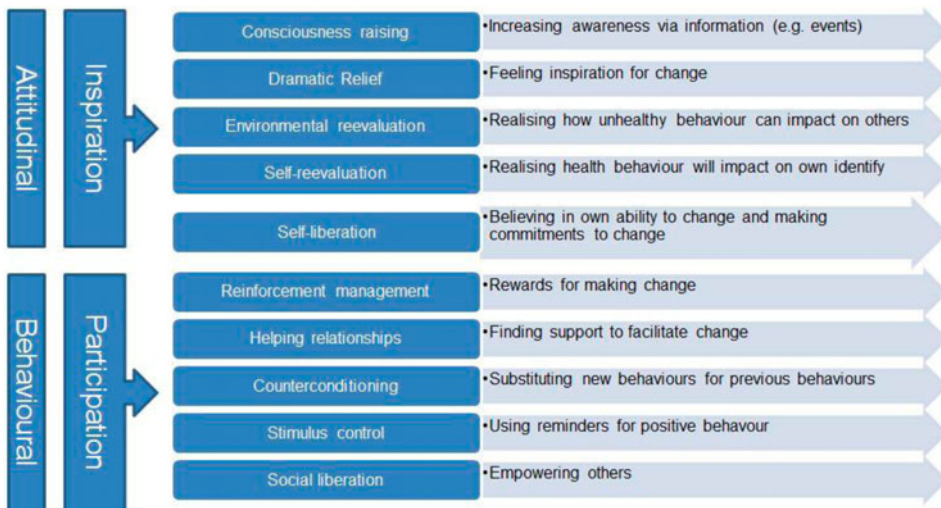 Attitudinal
Inspiration
Consciousness raising
•Increasing awareness via information (e.g. events)
Dramatic Relief
•Feeling inspiration for change
Environmental reevaluation
•Realising how unhealthy behaviour can impact on others
Self-reevaluation
•Realising health behaviour will impact on own identify
Self-liberation
•Believing in own ability to change and making
commitments to change
Behavioural
Participation
Reinforcement management
•Rewards for making change
Helping relationships
•Finding support to facilitate change
Counterconditioning
•Substituting new behaviours for previous behaviours
Stimulus control
•Using reminders for positive behavour
Social liberation
•Empowering others